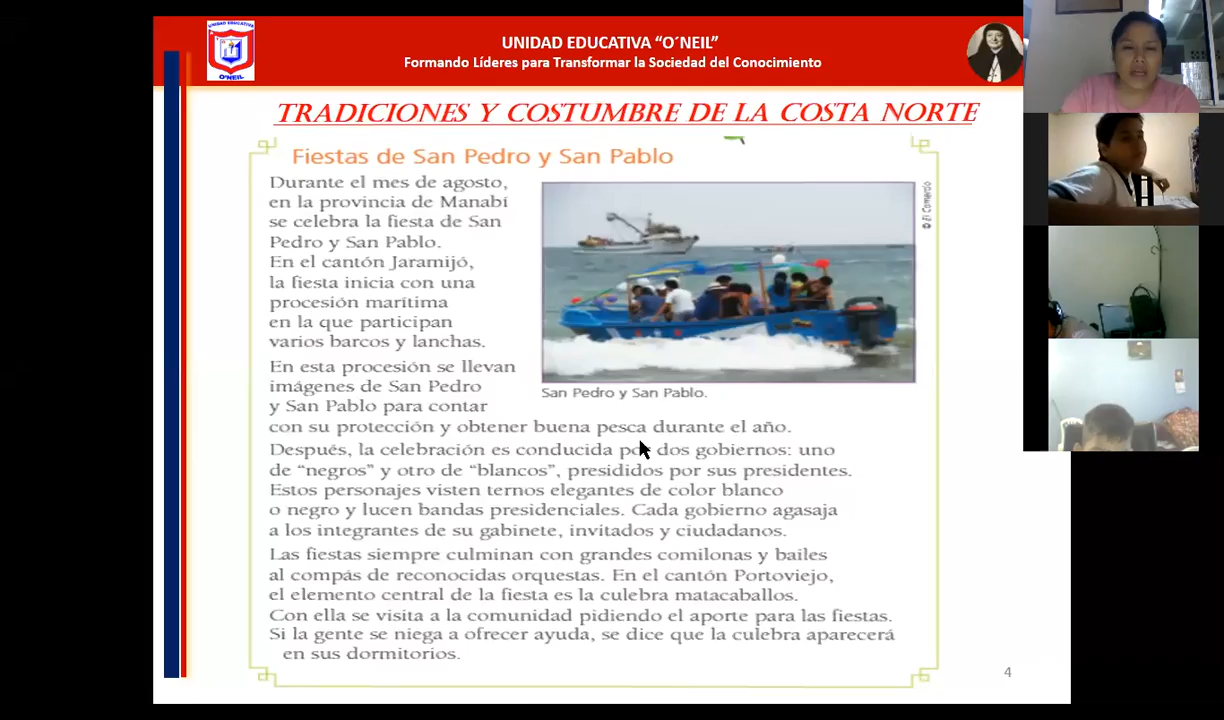 UNIDAD EDUCATIVA
O´NEIL
UNIDAD EDUCATIVA “O´NEIL”
Formando Líderes para Transformar la Sociedad del Conocimiento
TRADICIONES Y COSTUMBRE DE LA COSTA NORTE
Fiestas de San Pedro y San Pablo
Durante el mes de agosto,
en la provincia de Manabí
se celebra la fiesta de San
Pedro y San Pablo.
En el cantón Jaramijó,
la fiesta inicia con una
procesión marítima
en la que participan
varios barcos y lanchas.
En esta procesión se llevan
imágenes de San Pedro
y San Pablo para contar
con su protección y obtener buena pesca durante el año.
© El Comercio
San Pedro y San Pablo.
Después, la celebración es conducida por dos gobiernos: uno
de “negros” y otro de “blancos”, presididos por sus presidentes.
Estos personajes visten ternos elegantes de color blanco
o negro y lucen bandas presidenciales. Cada gobierno agasaja
a los integrantes de su gabinete, invitados y ciudadanos.
Las fiestas siempre culminan con grandes comilonas y bailes
al compás de reconocidas orquestas. En el cantón Portoviejo,
el elemento central de la fiesta es la culebra matacaballos.
Con ella se visita a la comunidad pidiendo el aporte para las fiestas.
Si la gente se niega a ofrecer ayuda, se dice que la culebra aparecerá
en sus dormitorios.
4